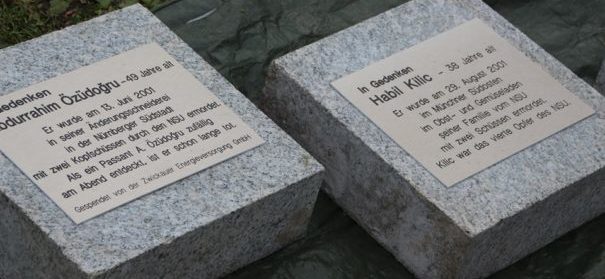 Gedenken
Abdurrahim Özüdoğru - 49 Jahre alt
Er wurde am 13. Juni 2001
in seiner Änderungsschneiderei
in der Nürnberger Südstadt
mit zwei Kopfschüssen durch den NSU ermordet.
Als ein Passant A. Özüdoğru zufällig
am Abend entdeckt, ist er schon lange tot.
Gespendet von der Zwickauer Energieversorgung GmbH
In Gedenken
Habil Kilic - 38 Jahre alt
Er wurde am 29. August 2001
im Münchner Südosten
im Obst - und Gemüseladen
seiner Familie vom NSU
mit zwei Schüssen ermordet.
Kilic war das vierte Opfer des NSU.